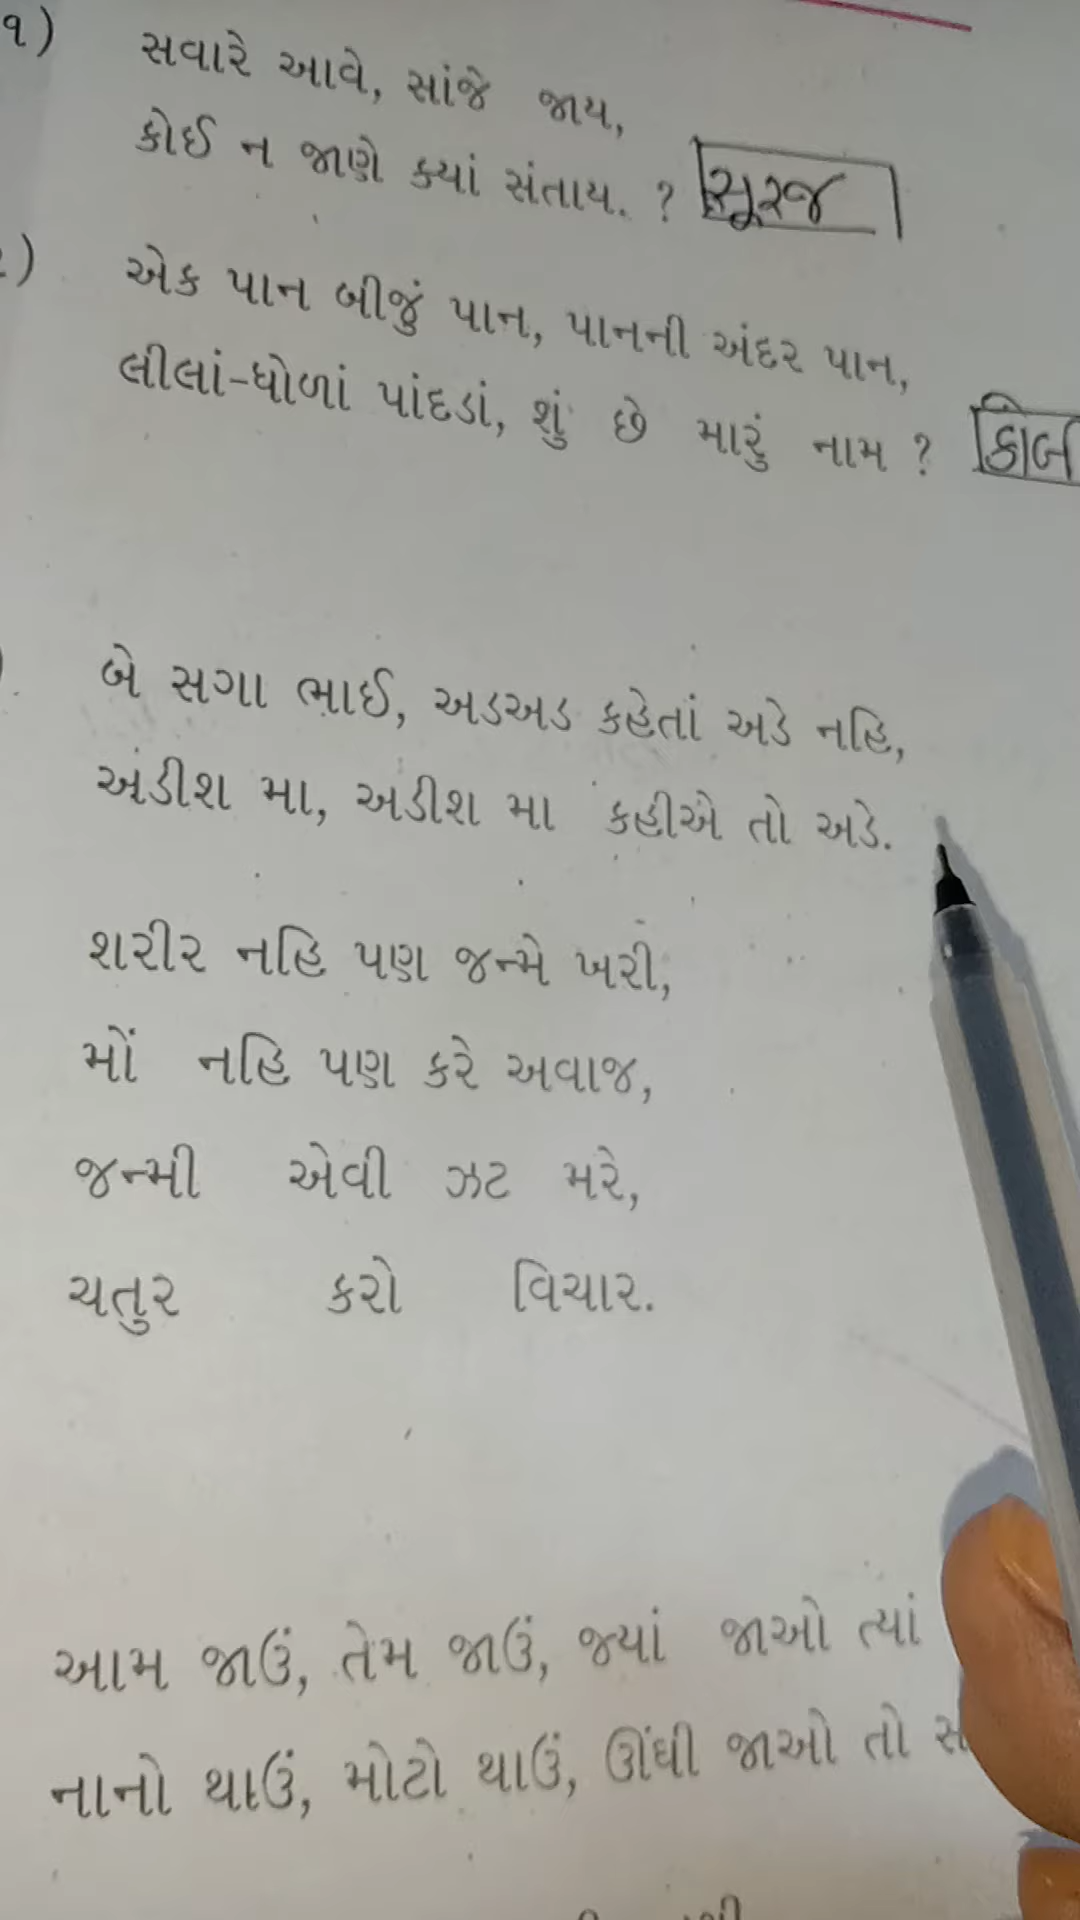 ૧) સવારે આવે, સાંજે જાય,
કોઈ ન જાણે ક્યાં સંતાય. ? સૂરજ
એક પાન બીજું પાન, પાનની અંદર પાન,
લીલાં-ધોળાં પાંદડાં, શું છે મારું નામ ?
બે સગા ભાઈ, અડઅડ કહેતાં અડે નહિ,
અડીશ મા, અડીશ મા કહીએ તો અડે.
શરીર નહિ પણ જન્મે ખરી,
મોં નહિ પણ કરે અવાજ,
જન્મી એવી ઝટ મરે,
ચતુર કરો વિચાર.
આમ જાઉં, તેમ જાઉં, જ્યાં જાઓ ત્યાં
નાનો થાઉં, મોટો થાઉં, ઊંઘી જાઓ તો